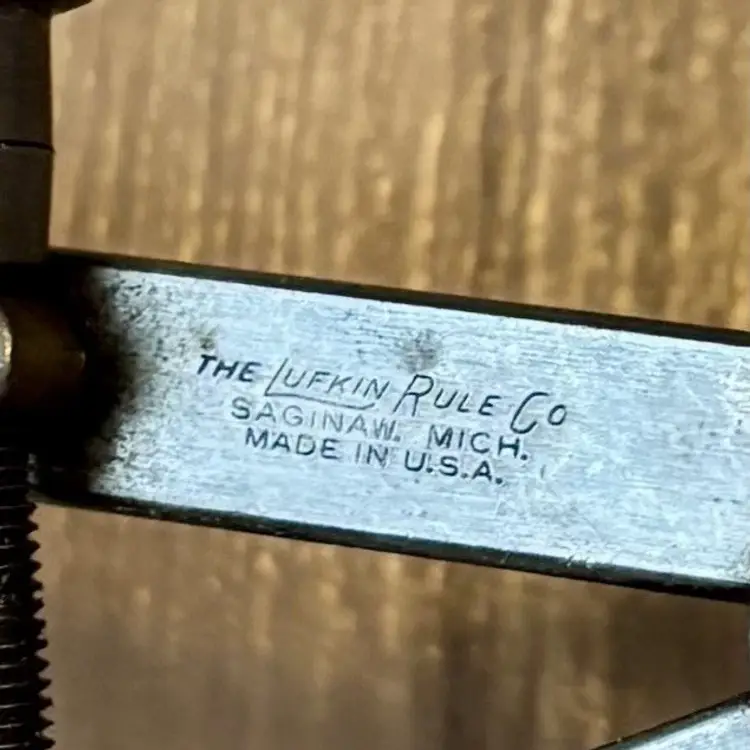 THE LUFKIN RULE CO
SAGINAW. MICH.
MADE IN U.S.A.